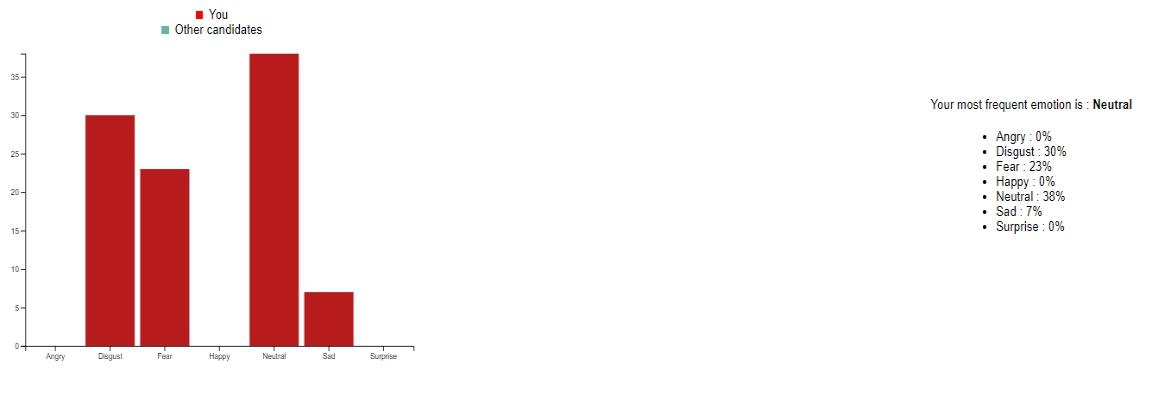 You
Other candidates
35
30
25
20
15
10
5
0
Angry
Disgust
Fear
Happy
Neutral
Sad
Surprise
Your most frequent emotion is : Neutral
• Angry : 0%
• Disgust : 30%
• Fear : 23%
• Happy : 0%
• Neutral : 38%
• Sad : 7%
• Surprise : 0%